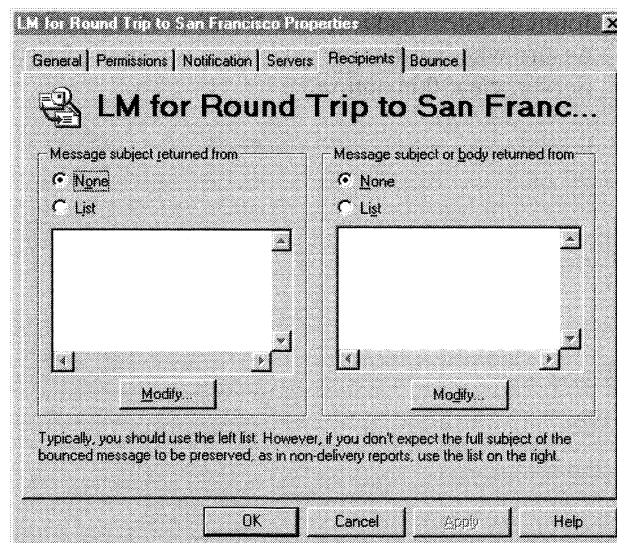 LM for Round Trip to San Francisco Properties
General Permissions Notification Servers Recipients Bounce
LM for Round Trip to San Franc...
Message subject returned from
None
List
Modify...
Message subject or body returned from
None
List
Modify...
Typically, you should use the left list. However, if you don't expect the full subject of the
bounced message to be preserved, as in non-delivery reports, use the list on the right.
OK Cancel Apply Help